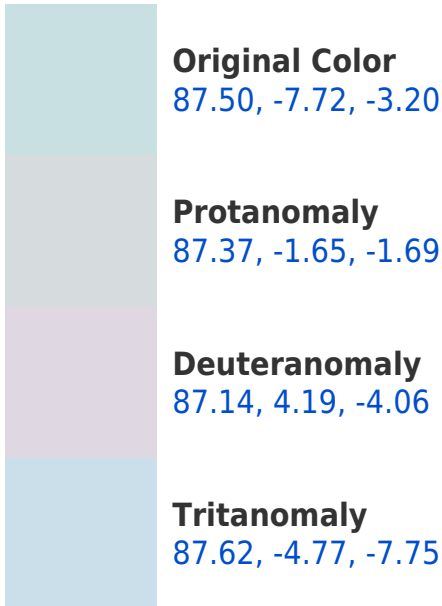 Original Color
87.50, -7.72, -3.20
Protanomaly
87.37, -1.65, -1.69
Deuteranomaly
87.14, 4.19, -4.06
Tritanomaly
87.62, -4.77, -7.75